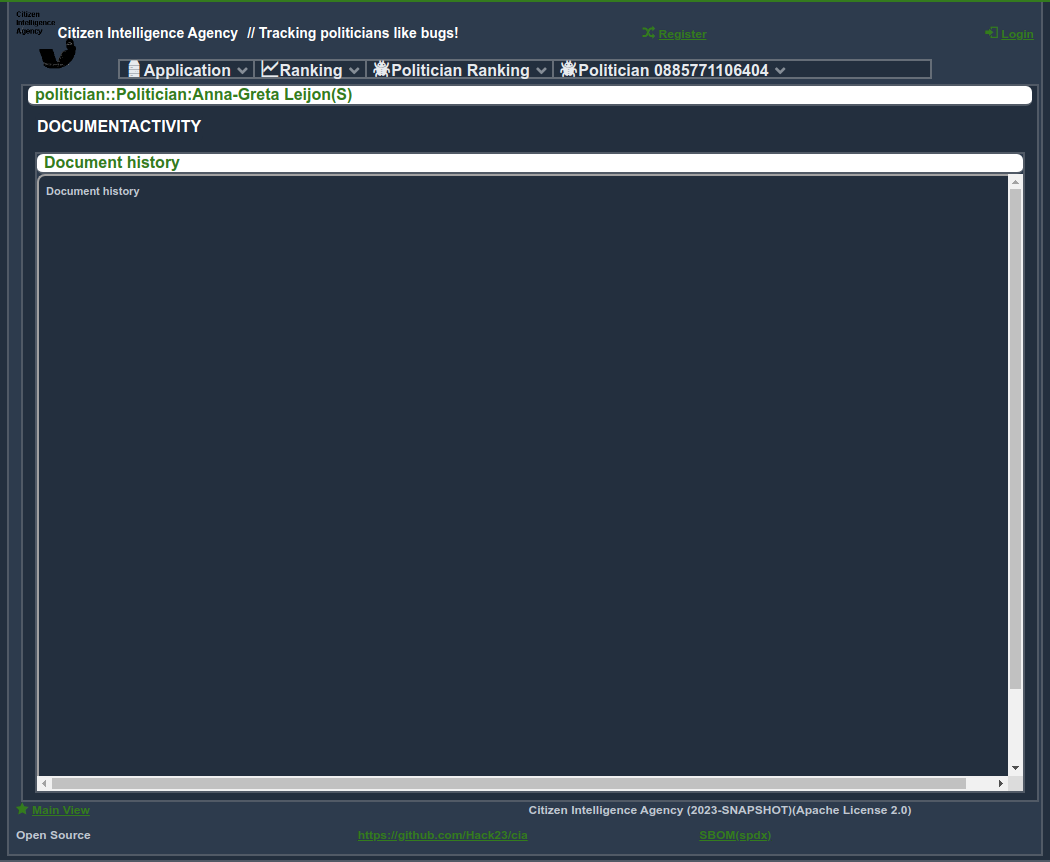 Citizen
Intelligence
Agency
Citizen Intelligence Agency // Tracking politicians like bugs!
Register
Login
Application
Ranking
Politician Ranking
Politician 0885771106404
politician::Politician:Anna-Greta Leijon(S)
DOCUMENTACTIVITY
Document history
Document history
Main View
Citizen Intelligence Agency (2023-SNAPSHOT)(Apache License 2.0)
Open Source
https://github.com/Hack23/cia
SBOM(spdx)